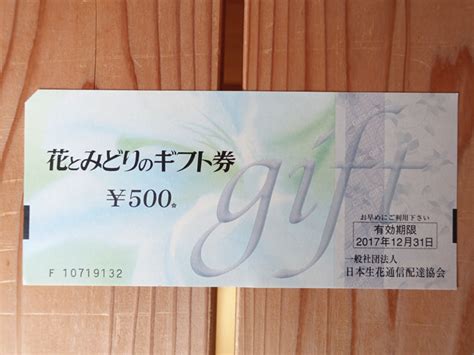 花とみどりのギフト券
¥500
gift
お早めにご利用下さい
有効期限
2017年12月31日
一般社団法人
日本生花通信配達協会
F 10719132